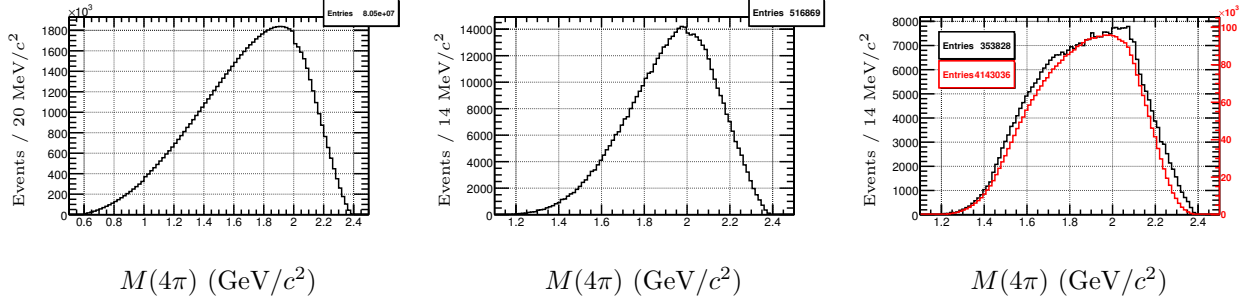 ×10³
Entries 8.05e+07
Events / 20 MeV/c²
1800
1600
1400
1200
1000
800
600
400
200
0
0.6 0.8 1 1.2 1.4 1.6 1.8 2 2.2 2.4
M(4π) (GeV/c²)
Entries 516869
Events / 14 MeV/c²
14000
12000
10000
8000
6000
4000
2000
0
1.2 1.4 1.6 1.8 2 2.2 2.4
M(4π) (GeV/c²)
×10³
Entries 353828
Entries 4143036
Events / 14 MeV/c²
8000
7000
6000
5000
4000
3000
2000
1000
0
100
80
60
40
20
0
1.2 1.4 1.6 1.8 2 2.2 2.4
M(4π) (GeV/c²)